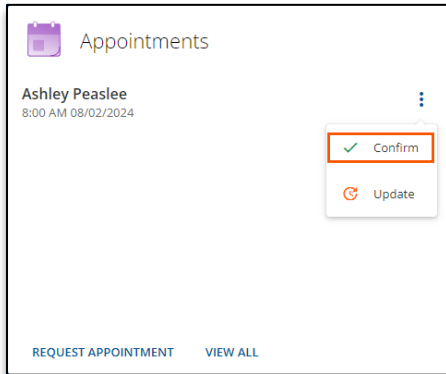 Appointments
Ashley Peaslee
8:00 AM 08/02/2024
Confirm
Update
REQUEST APPOINTMENT VIEW ALL